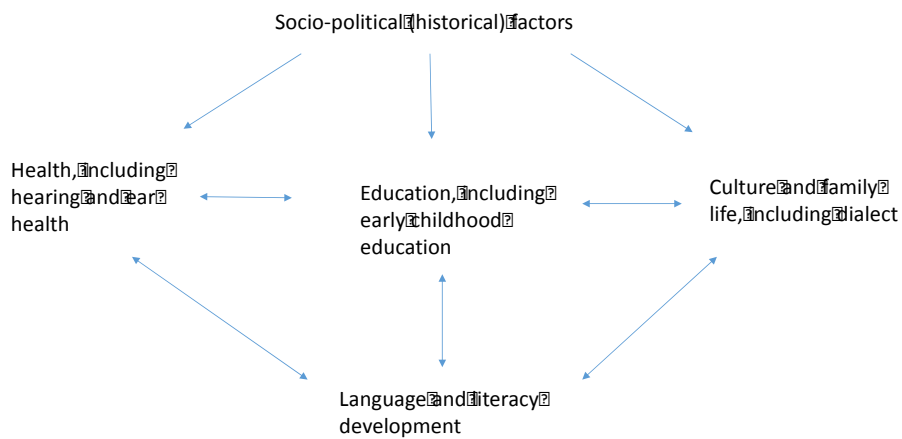 Socio-political (historical) factors
Health, including
hearing and ear
health
Education, including
early childhood
education
Culture and family
life, including dialect
Language and literacy
development